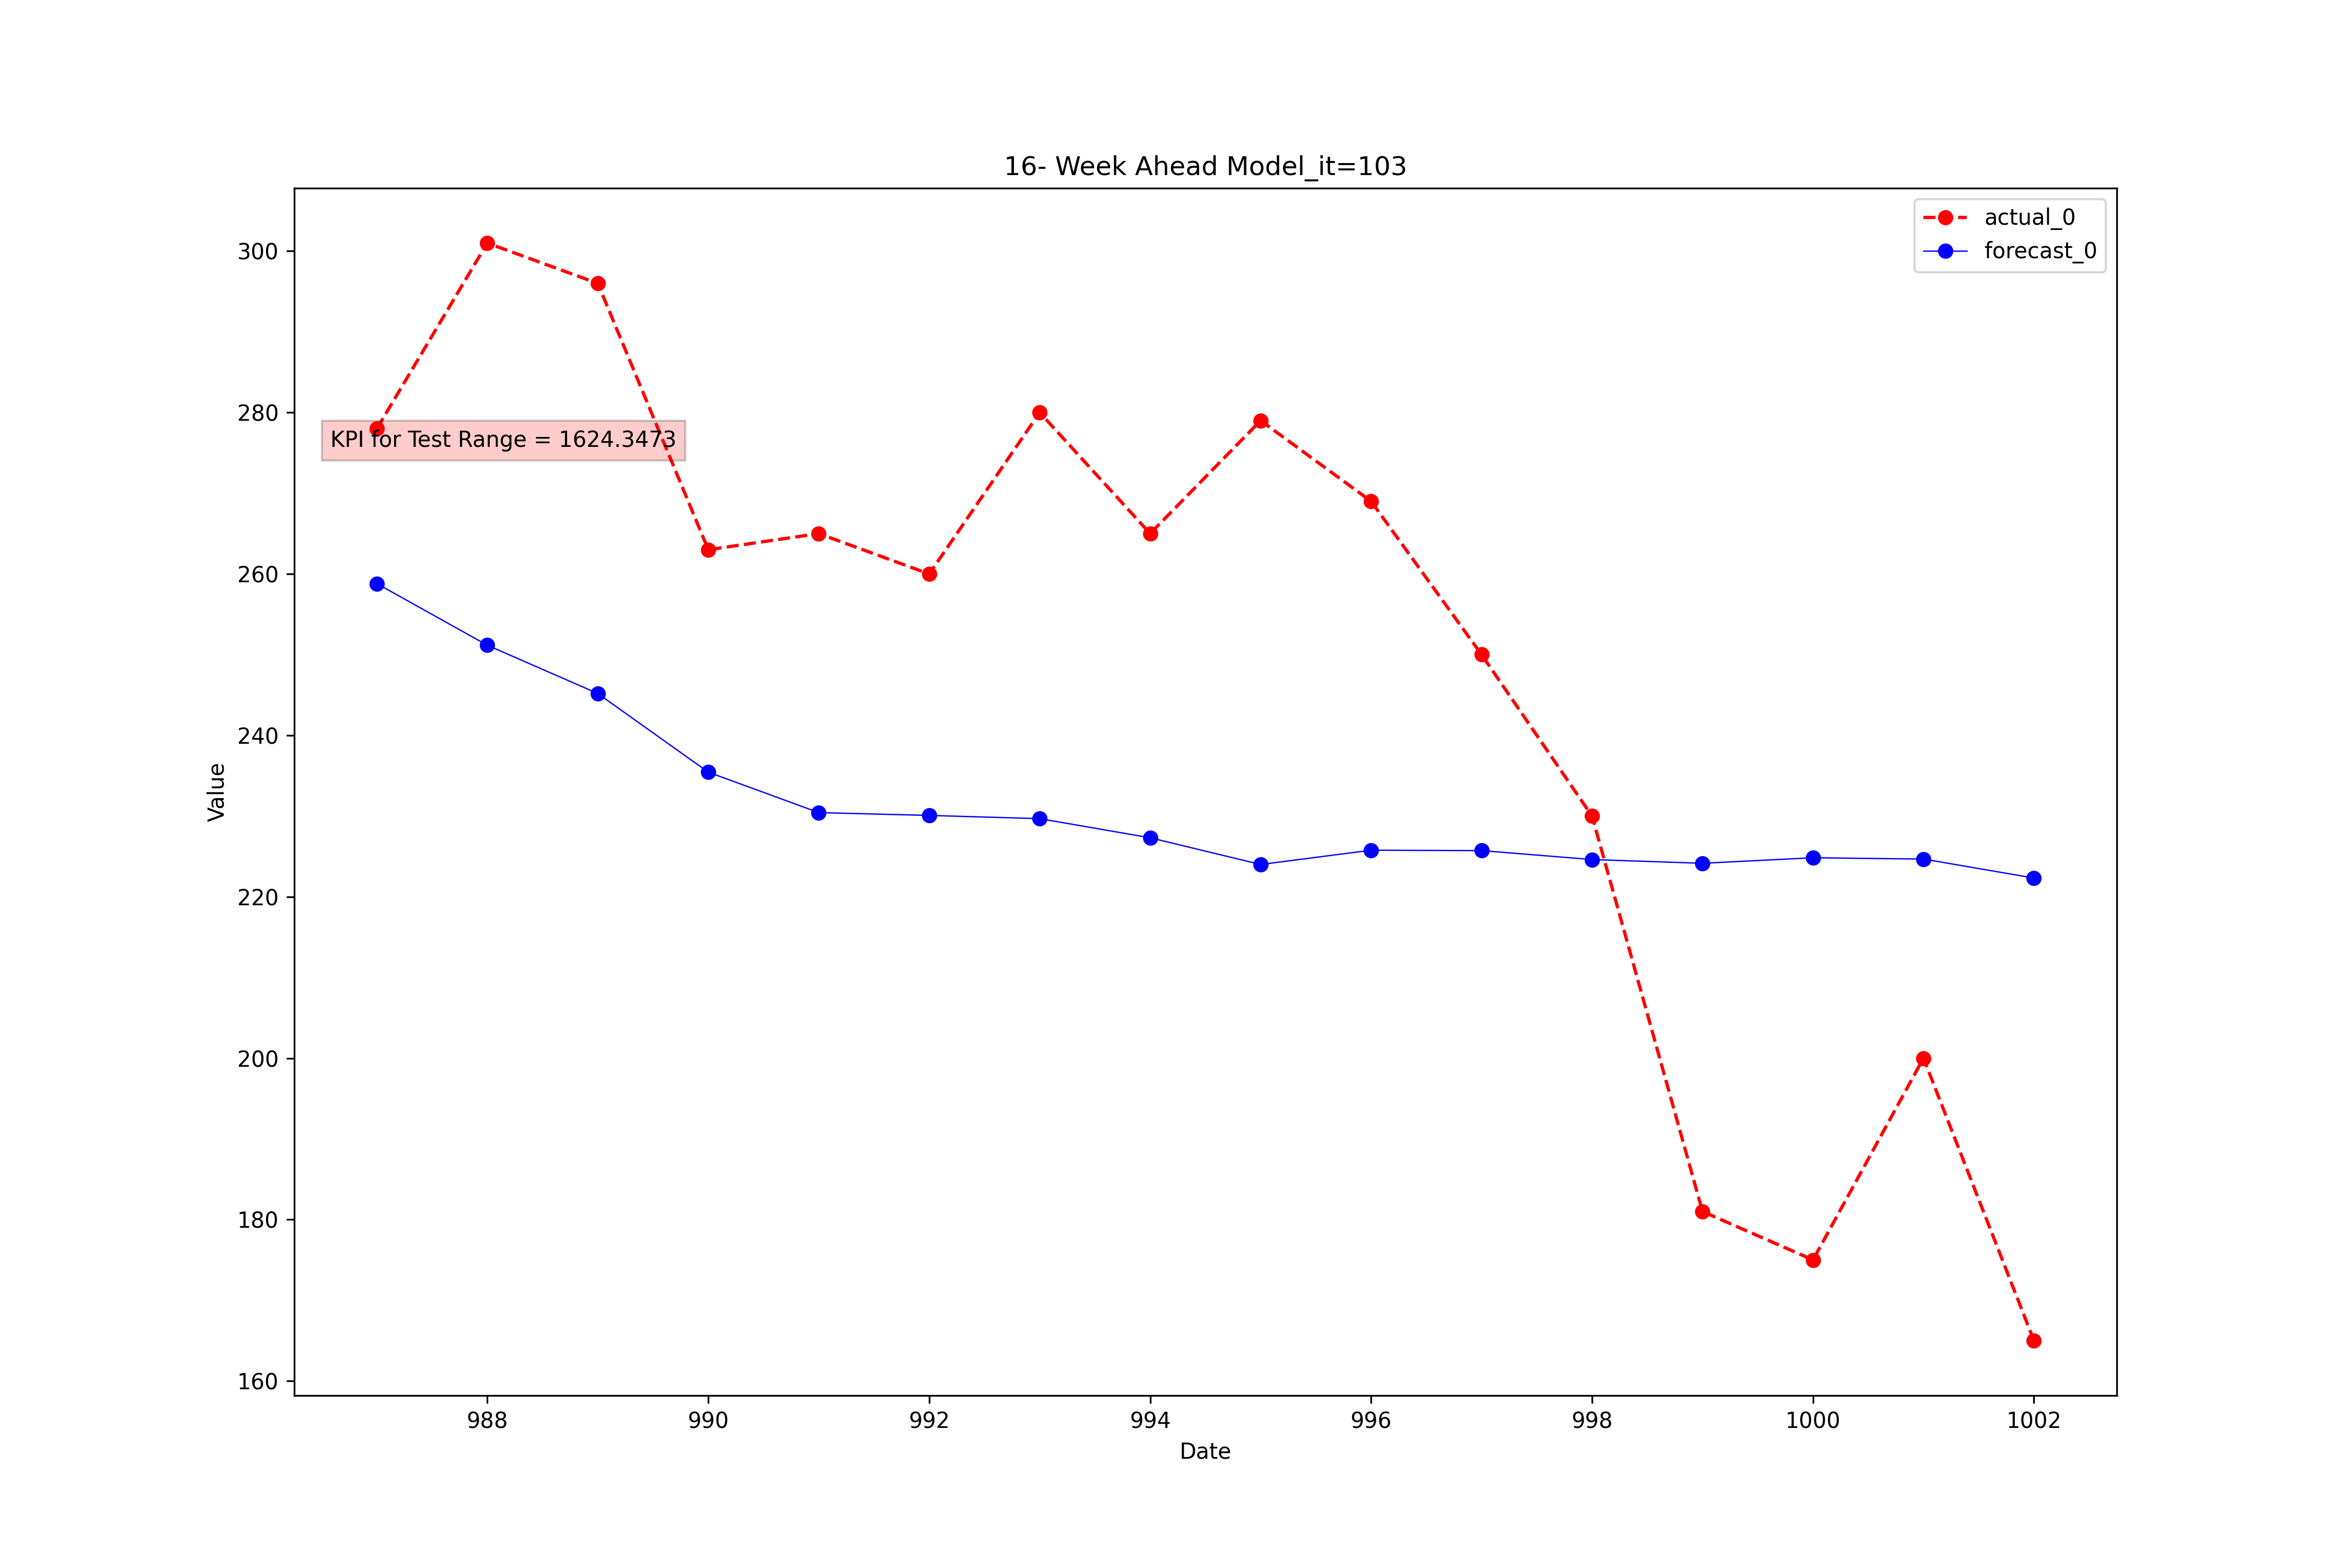 16- Week Ahead Model_it=103
actual_0
forecast_0
KPI for Test Range = 1624.3473
300
280
260
240
220
200
180
160
Value
988 990 992 994 996 998 1000 1002
Date